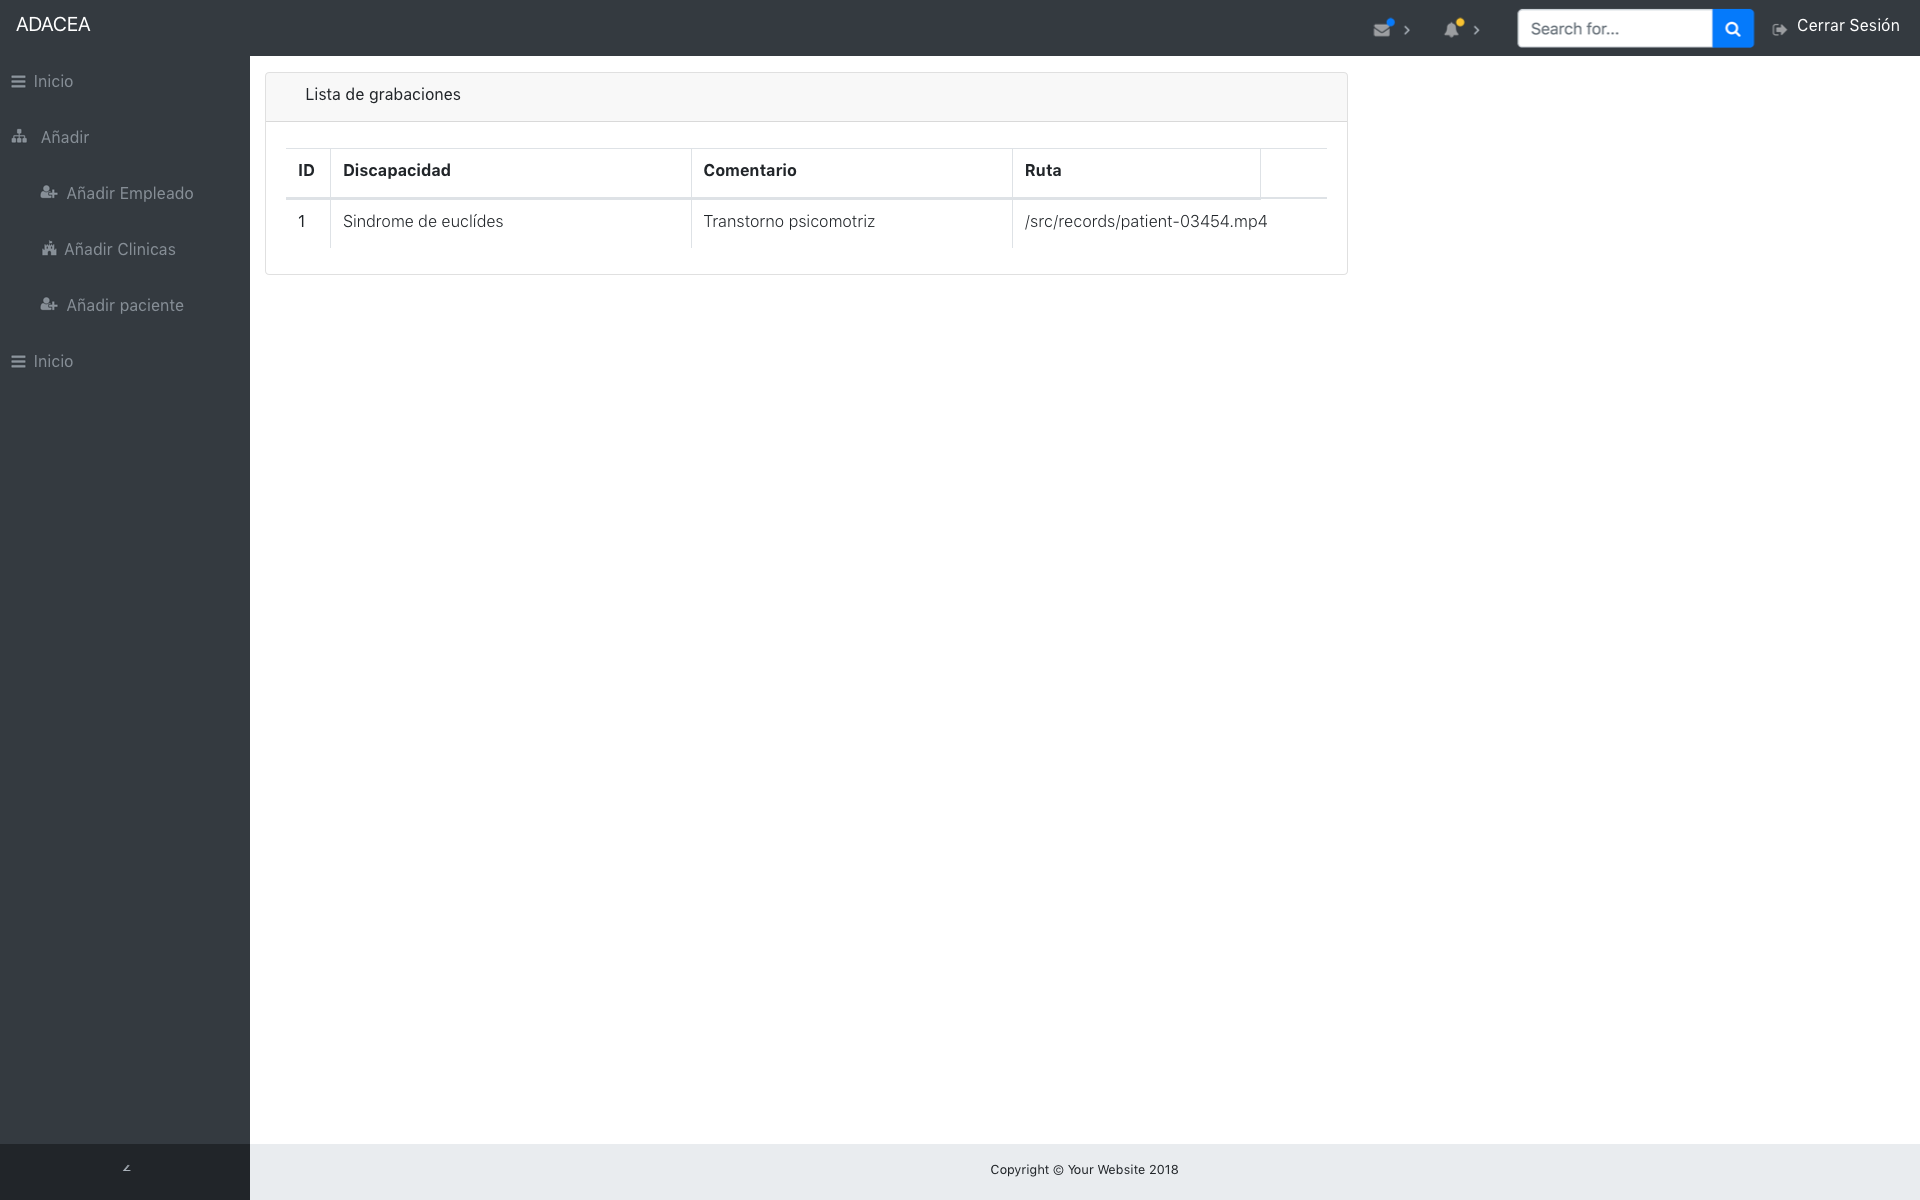 ADACEA
Search for...
Cerrar Sesión
Inicio
Añadir
Añadir Empleado
Añadir Clinicas
Añadir paciente
Inicio
Lista de grabaciones
ID Discapacidad Comentario Ruta
1 Sindrome de euclídes Transtorno psicomotriz /src/records/patient-03454.mp4
Copyright © Your Website 2018